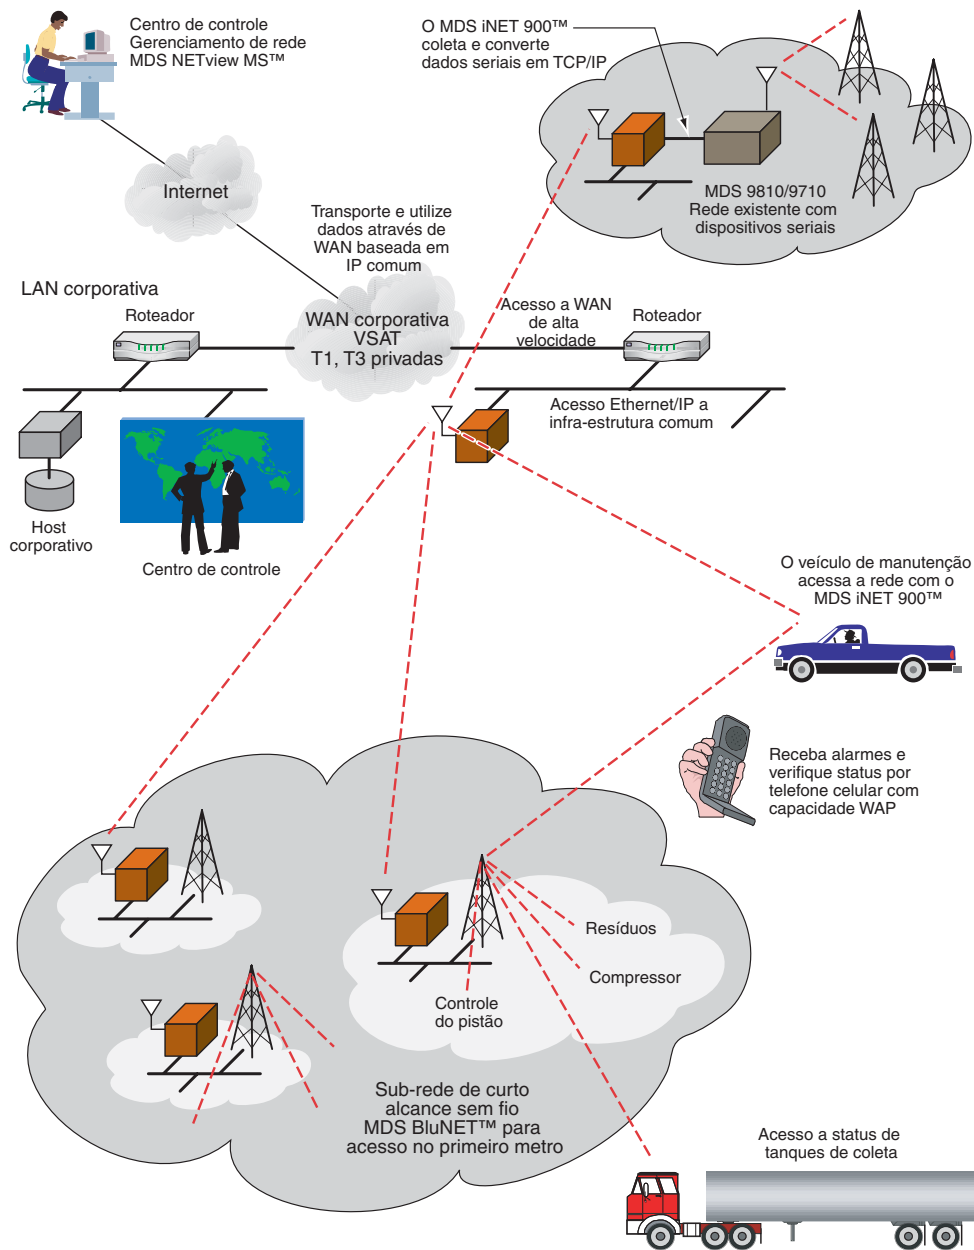 Centro de controle
Gerenciamento de rede
MDS NETview MS™
O MDS iNET 900™
coleta e converte
dados seriais em TCP/IP
Internet
MDS 9810/9710
Rede existente com
dispositivos seriais
Transporte e utilize
dados através de
WAN baseada em
IP comum
LAN corporativa
Roteador
WAN corporativa
VSAT
T1, T3 privadas
Acesso a WAN
de alta
velocidade
Roteador
Acesso Ethernet/IP a
infra-estrutura comum
Host
corporativo
Centro de controle
O veículo de manutenção
acessa a rede com o
MDS iNET 900™
Receba alarmes e
verifique status por
telefone celular com
capacidade WAP
Resíduos
Compressor
Controle
do pistão
Sub-rede de curto
alcance sem fio
MDS BluNET™ para
acesso no primeiro metro
Acesso a status de
tanques de coleta